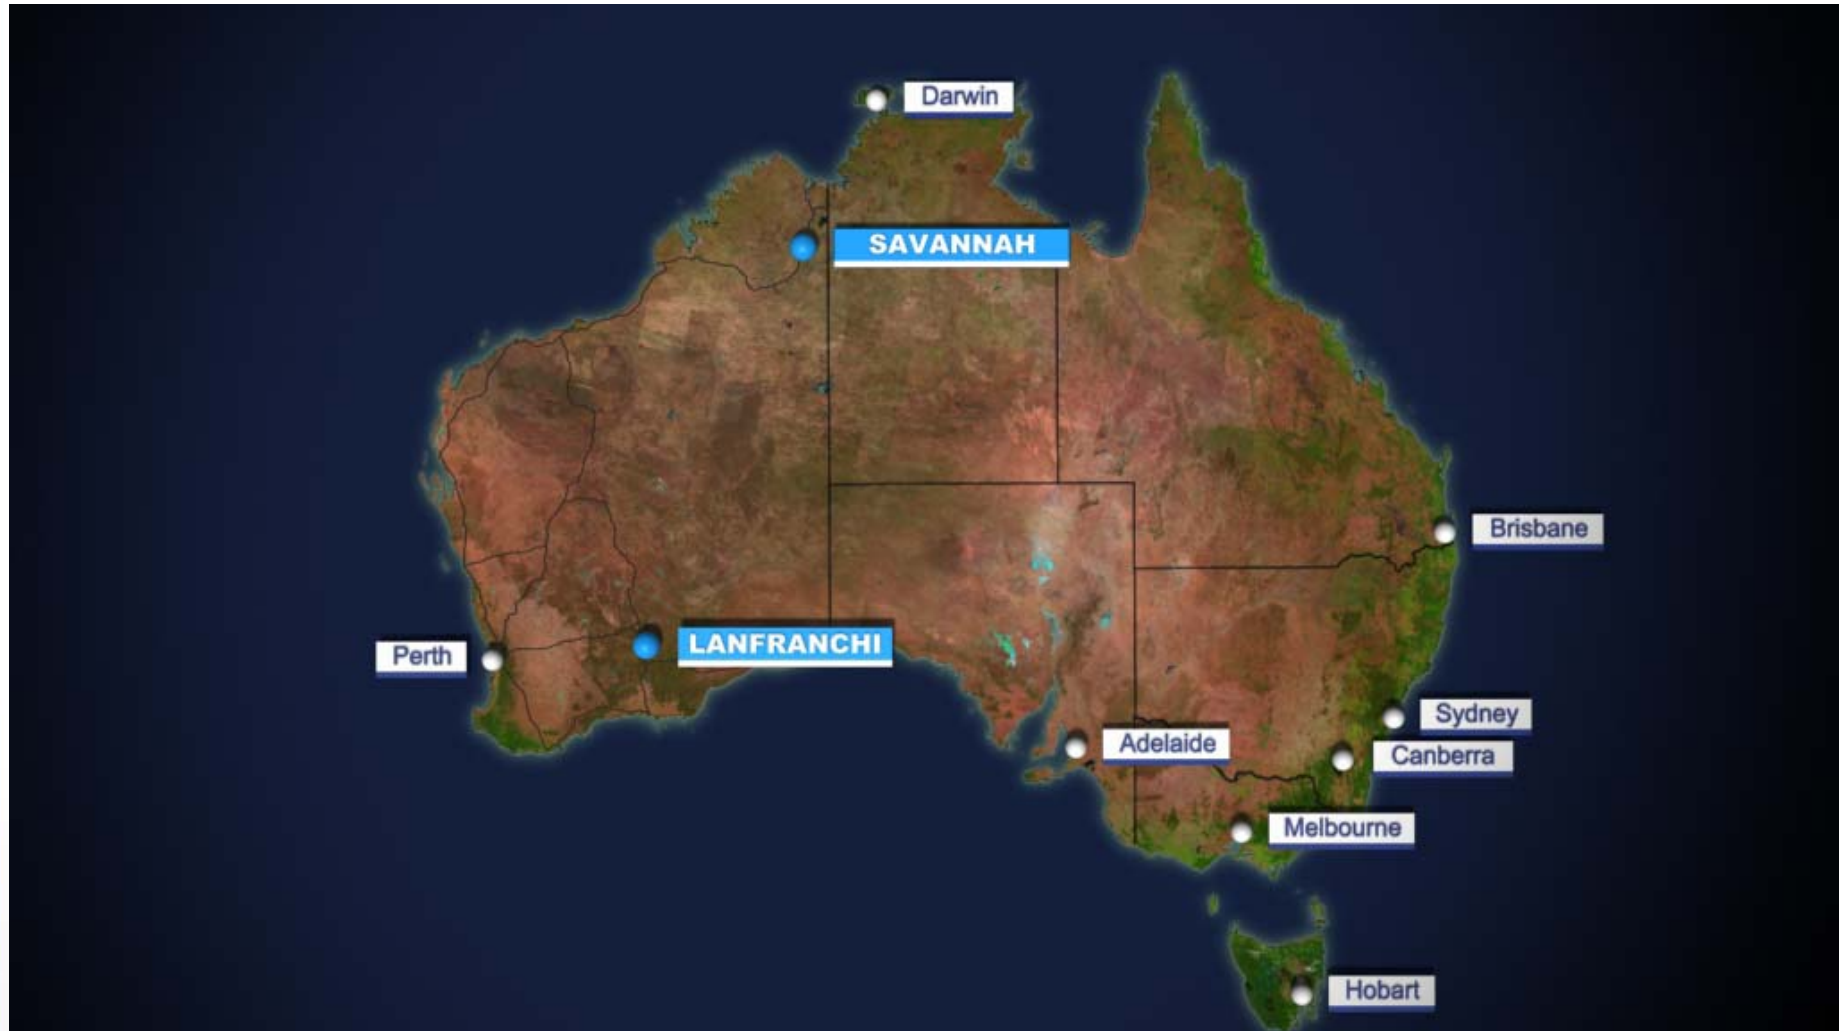 Darwin
SAVANNAH
Brisbane
LANFRANCHI
Perth
Sydney
Adelaide
Canberra
Melbourne
Hobart